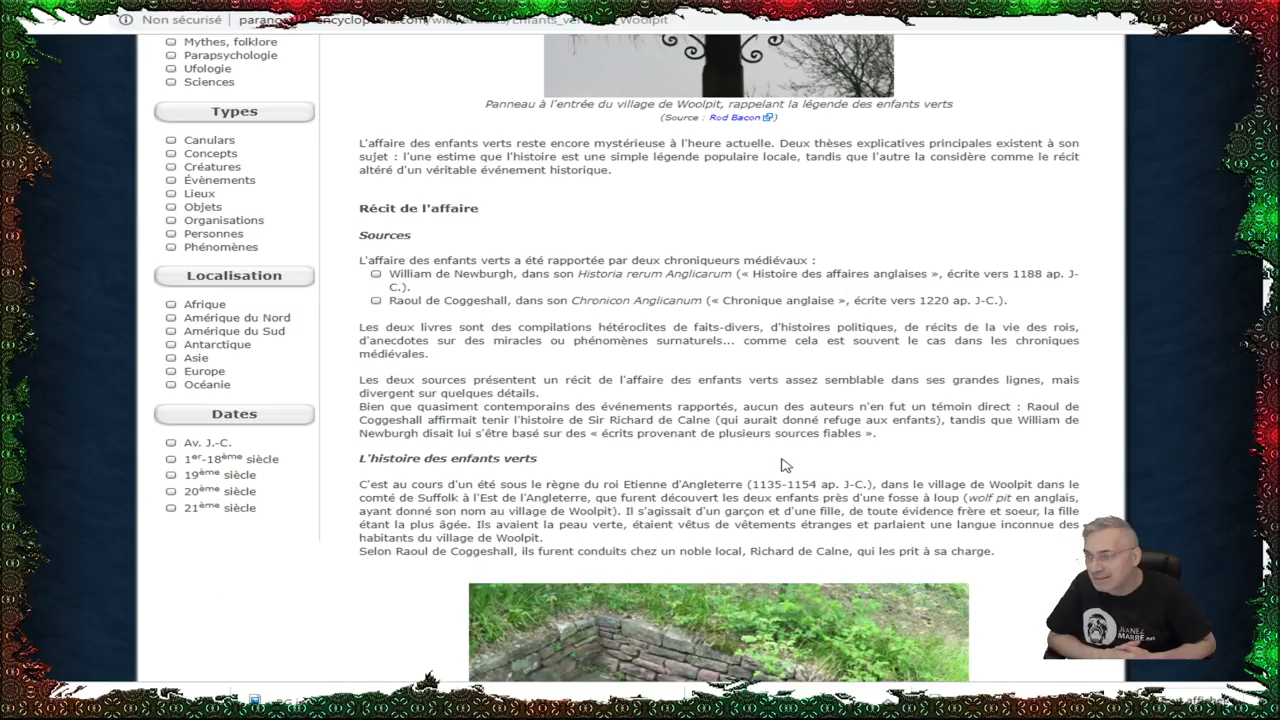 Non sécurisé
Mythes, folklore
Parapsychologie
Ufologie
Sciences
Types
Canulars
Concepts
Créatures
Évènements
Lieux
Objets
Organisations
Personnes
Phénomènes
Localisation
Afrique
Amérique du Nord
Amérique du Sud
Antarctique
Asie
Europe
Océanie
Dates
Av. J.-C.
1er-18ème siècle
19ème siècle
20ème siècle
21ème siècle
Panneau à l'entrée du village de Woolpit, rappelant la légende des enfants verts
(Source : Rod Bacon)
L'affaire des enfants verts reste encore mystérieuse à l'heure actuelle. Deux thèses explicatives principales existent à son
sujet : l'une estime que l'histoire est une simple légende populaire locale, tandis que l'autre la considère comme le récit
altéré d'un véritable événement historique.
Récit de l'affaire
Sources
L'affaire des enfants verts a été rapportée par deux chroniqueurs médiévaux :
William de Newburgh, dans son Historia rerum Anglicarum (« Histoire des affaires anglaises », écrite vers 1188 ap. J-
C.).
Raoul de Coggeshall, dans son Chronicon Anglicanum (« Chronique anglaise », écrite vers 1220 ap. J-C.).
Les deux livres sont des compilations hétéroclites de faits-divers, d'histoires politiques, de récits de la vie des rois,
d'anecdotes sur des miracles ou phénomènes surnaturels... comme cela est souvent le cas dans les chroniques
médiévales.
Les deux sources présentent un récit de l'affaire des enfants verts assez semblable dans ses grandes lignes, mais
divergent sur quelques détails.
Bien que quasiment contemporains des événements rapportés, aucun des auteurs n'en fut un témoin direct : Raoul de
Coggeshall affirmait tenir l'histoire de Sir Richard de Calne (qui aurait donné refuge aux enfants), tandis que William de
Newburgh disait lui s'être basé sur des « écrits provenant de plusieurs sources fiables ».
L'histoire des enfants verts
C'est au cours d'un été sous le règne du roi Etienne d'Angleterre (1135-1154 ap. J-C.), dans le village de Woolpit dans le
comté de Suffolk à l'Est de l'Angleterre, que furent découvert les deux enfants près d'une fosse à loup (wolf pit en anglais,
ayant donné son nom au village de Woolpit). Il s'agissait d'un garçon et d'une fille, de toute évidence frère et soeur, la fille
étant la plus âgée. Ils avaient la peau verte, étaient vêtus de vêtements étranges et parlaient une langue inconnue des
habitants du village de Woolpit.
Selon Raoul de Coggeshall, ils furent conduits chez un noble local, Richard de Calne, qui les prit à sa charge.